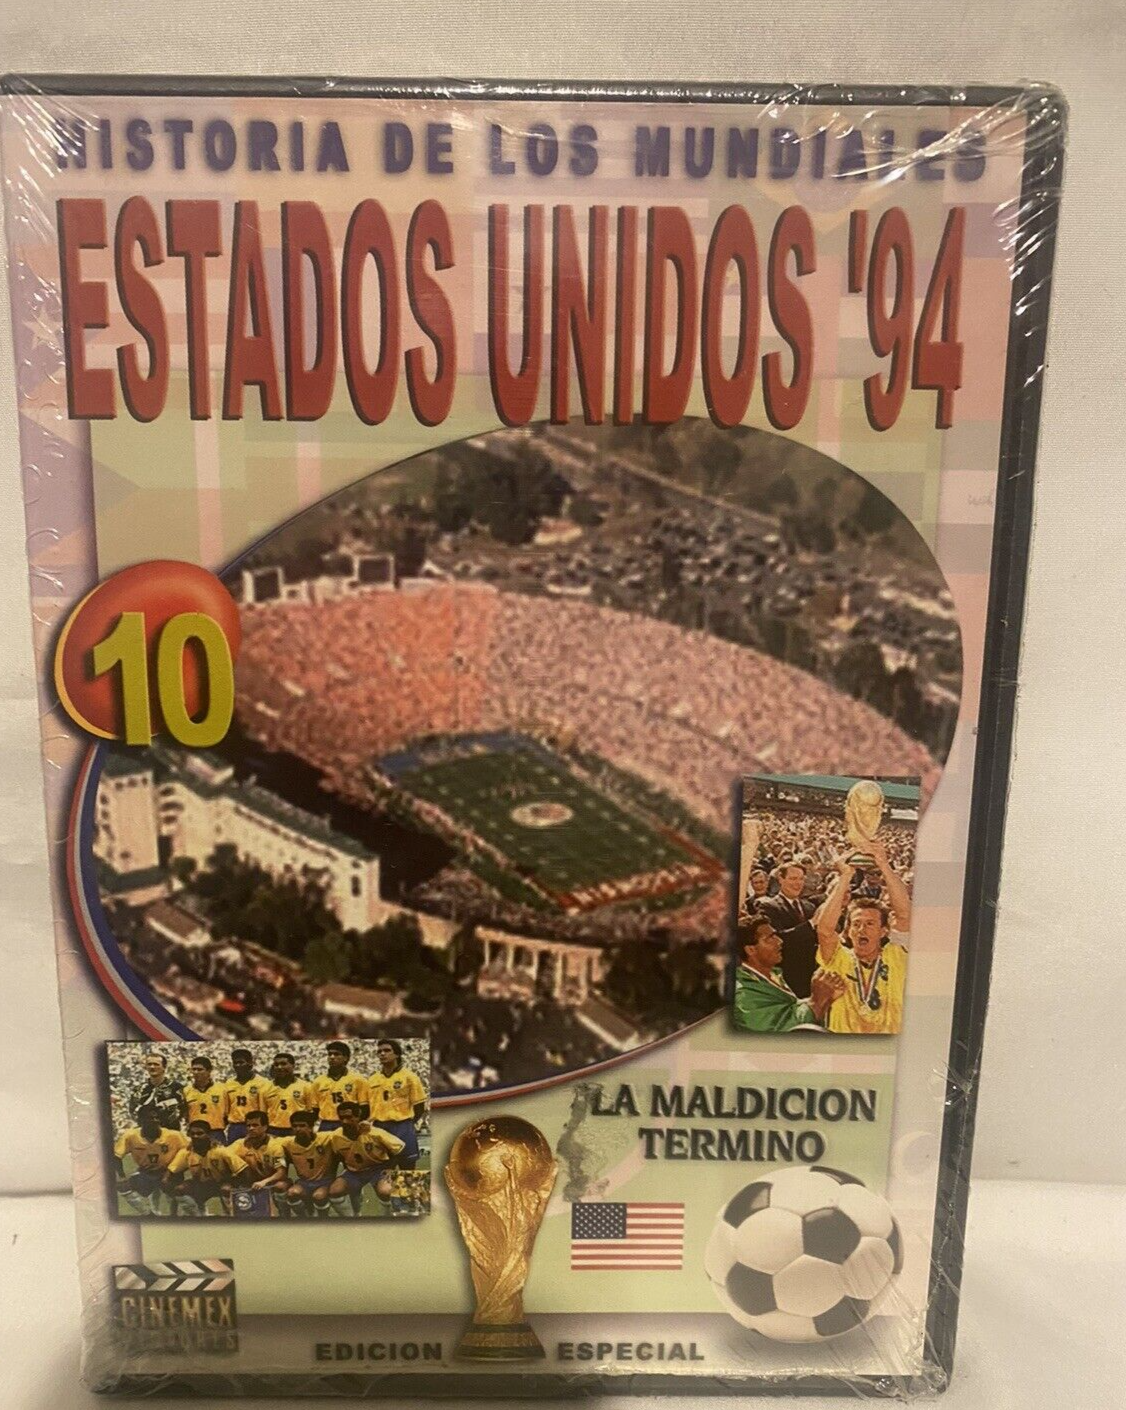 HISTORIA DE LOS MUNDIALES
ESTADOS UNIDOS '94
10
LA MALDICION
TERMINO
CINEMEX
EDICION ESPECIAL